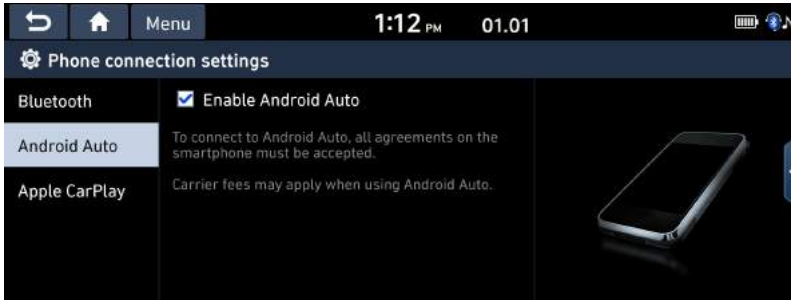 Menu
1:12 PM
01.01
Phone connection settings
Bluetooth
Android Auto
Apple CarPlay
Enable Android Auto
To connect to Android Auto, all agreements on the
smartphone must be accepted.
Carrier fees may apply when using Android Auto.